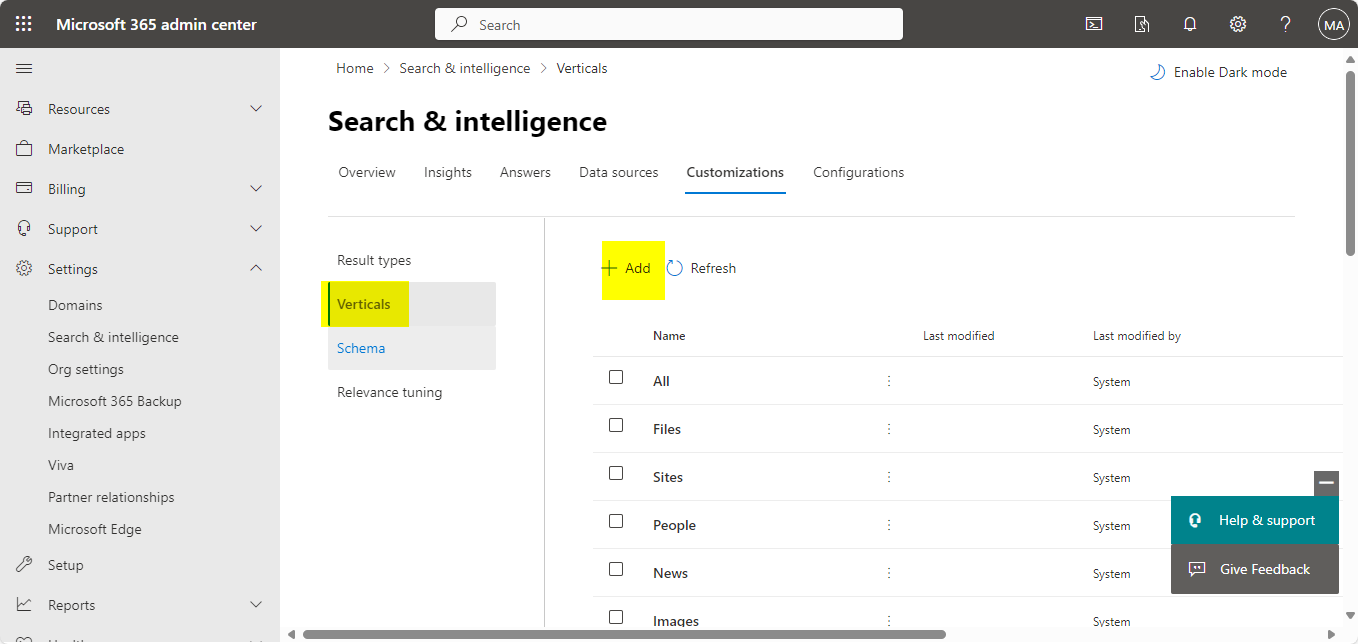 Microsoft 365 admin center
Search
MA
Home > Search & intelligence > Verticals
Enable Dark mode
Resources
Marketplace
Billing
Support
Settings
Domains
Search & intelligence
Org settings
Microsoft 365 Backup
Integrated apps
Viva
Partner relationships
Microsoft Edge
Setup
Reports
Search & intelligence
Overview Insights Answers Data sources Customizations Configurations
Result types
Verticals
Schema
Relevance tuning
+ Add Refresh
Name Last modified Last modified by
All System
Files System
Sites System
People System
News System
Images System
Help & support
Give Feedback